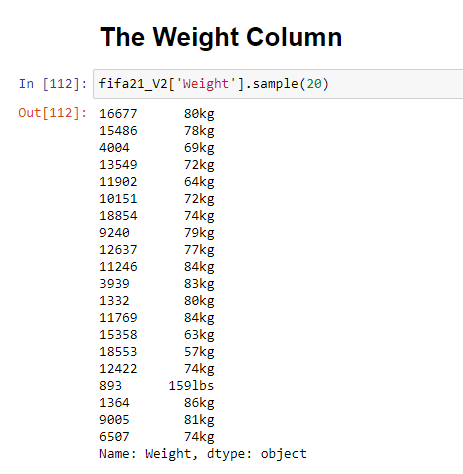 The Weight Column
In [112]: fifa21_V2['Weight'].sample(20)
Out[112]: 16677 80kg
15486 78kg
4004 69kg
13549 72kg
11902 64kg
10151 72kg
18854 74kg
9240 79kg
12637 77kg
11246 84kg
3939 83kg
1332 80kg
11769 84kg
15358 63kg
18553 57kg
12422 74kg
893 159lbs
1364 86kg
9005 81kg
6507 74kg
Name: Weight, dtype: object